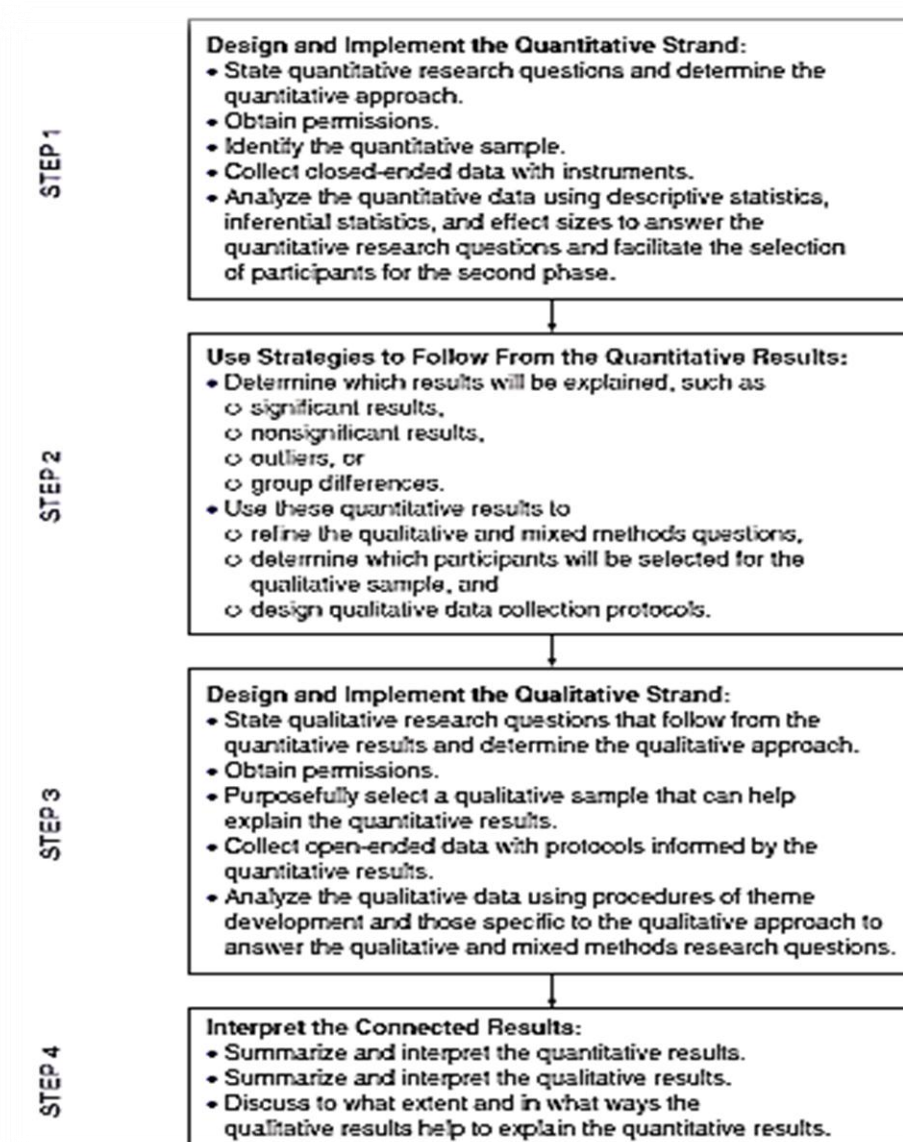 STEP 1
Design and Implement the Quantitative Strand:
• State quantitative research questions and determine the
quantitative approach.
• Obtain permissions.
• Identify the quantitative sample.
• Collect closed-ended data with instruments.
• Analyze the quantitative data using descriptive statistics,
inferential statistics, and effect sizes to answer the
quantitative research questions and facilitate the selection
of participants for the second phase.
STEP 2
Use Strategies to Follow From the Quantitative Results:
• Determine which results will be explained, such as
○ significant results,
○ nonsignificant results,
○ outliers, or
○ group differences.
• Use these quantitative results to
○ refine the qualitative and mixed methods questions,
○ determine which participants will be selected for the
qualitative sample, and
○ design qualitative data collection protocols.
STEP 3
Design and Implement the Qualitative Strand:
• State qualitative research questions that follow from the
quantitative results and determine the qualitative approach.
• Obtain permissions.
• Purposefully select a qualitative sample that can help
explain the quantitative results.
• Collect open-ended data with protocols informed by the
quantitative results.
• Analyze the qualitative data using procedures of theme
development and those specific to the qualitative approach to
answer the qualitative and mixed methods research questions.
STEP 4
Interpret the Connected Results:
• Summarize and interpret the quantitative results.
• Summarize and interpret the qualitative results.
• Discuss to what extent and in what ways the
qualitative results help to explain the quantitative results.